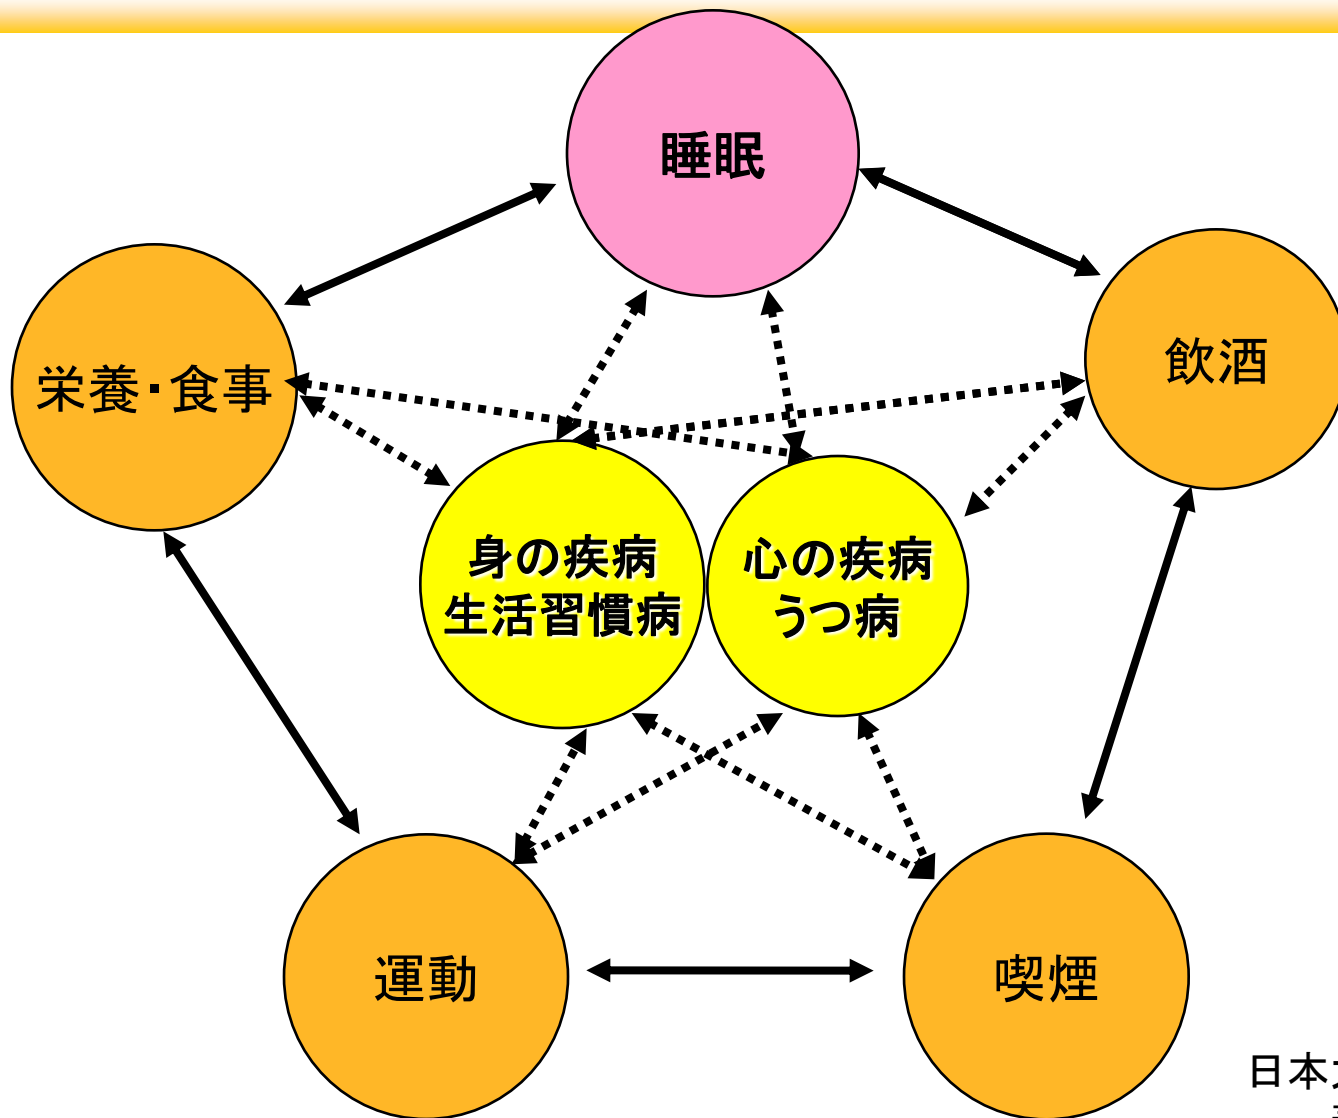 睡眠
飲酒
栄養・食事
身の疾病
生活習慣病
心の疾病
うつ病
運動
喫煙
日本